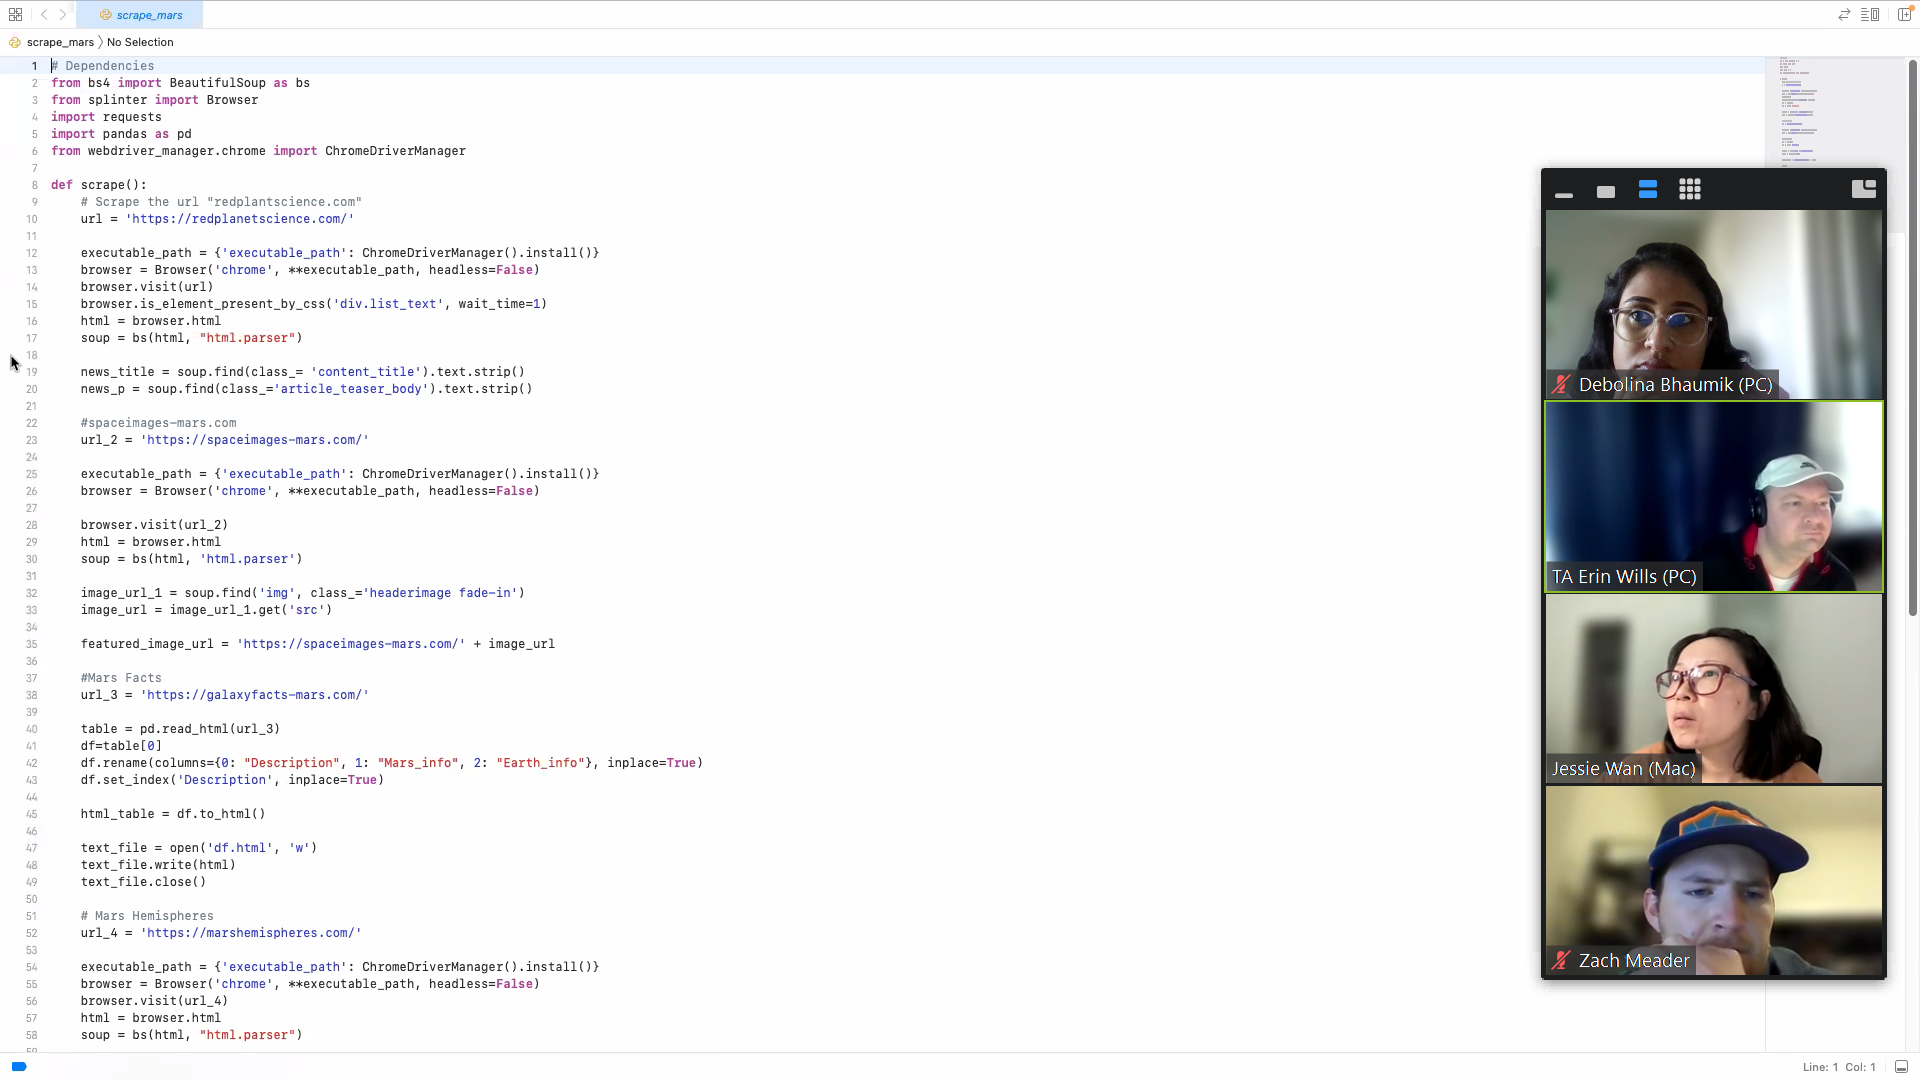 scrape_mars
scrape_mars 〉 No Selection
1 # Dependencies
2 from bs4 import BeautifulSoup as bs
3 from splinter import Browser
4 import requests
5 import pandas as pd
6 from webdriver_manager.chrome import ChromeDriverManager
7
8 def scrape():
9     # Scrape the url "redplantscience.com"
10     url = 'https://redplanetscience.com/'
11
12     executable_path = {'executable_path': ChromeDriverManager().install()}
13     browser = Browser('chrome', **executable_path, headless=False)
14     browser.visit(url)
15     browser.is_element_present_by_css('div.list_text', wait_time=1)
16     html = browser.html
17     soup = bs(html, "html.parser")
18
19     news_title = soup.find(class_= 'content_title').text.strip()
20     news_p = soup.find(class_='article_teaser_body').text.strip()
21
22     #spaceimages-mars.com
23     url_2 = 'https://spaceimages-mars.com/'
24
25     executable_path = {'executable_path': ChromeDriverManager().install()}
26     browser = Browser('chrome', **executable_path, headless=False)
27
28     browser.visit(url_2)
29     html = browser.html
30     soup = bs(html, 'html.parser')
31
32     image_url_1 = soup.find('img', class_='headerimage fade-in')
33     image_url = image_url_1.get('src')
34
35     featured_image_url = 'https://spaceimages-mars.com/' + image_url
36
37     #Mars Facts
38     url_3 = 'https://galaxyfacts-mars.com/'
39
40     table = pd.read_html(url_3)
41     df=table[0]
42     df.rename(columns={0: "Description", 1: "Mars_info", 2: "Earth_info"}, inplace=True)
43     df.set_index('Description', inplace=True)
44
45     html_table = df.to_html()
46
47     text_file = open('df.html', 'w')
48     text_file.write(html)
49     text_file.close()
50
51     # Mars Hemispheres
52     url_4 = 'https://marshemispheres.com/'
53
54     executable_path = {'executable_path': ChromeDriverManager().install()}
55     browser = Browser('chrome', **executable_path, headless=False)
56     browser.visit(url_4)
57     html = browser.html
58     soup = bs(html, "html.parser")
59
Debolina Bhaumik (PC)
TA Erin Wills (PC)
Jessie Wan (Mac)
Zach Meader
Line: 1 Col: 1